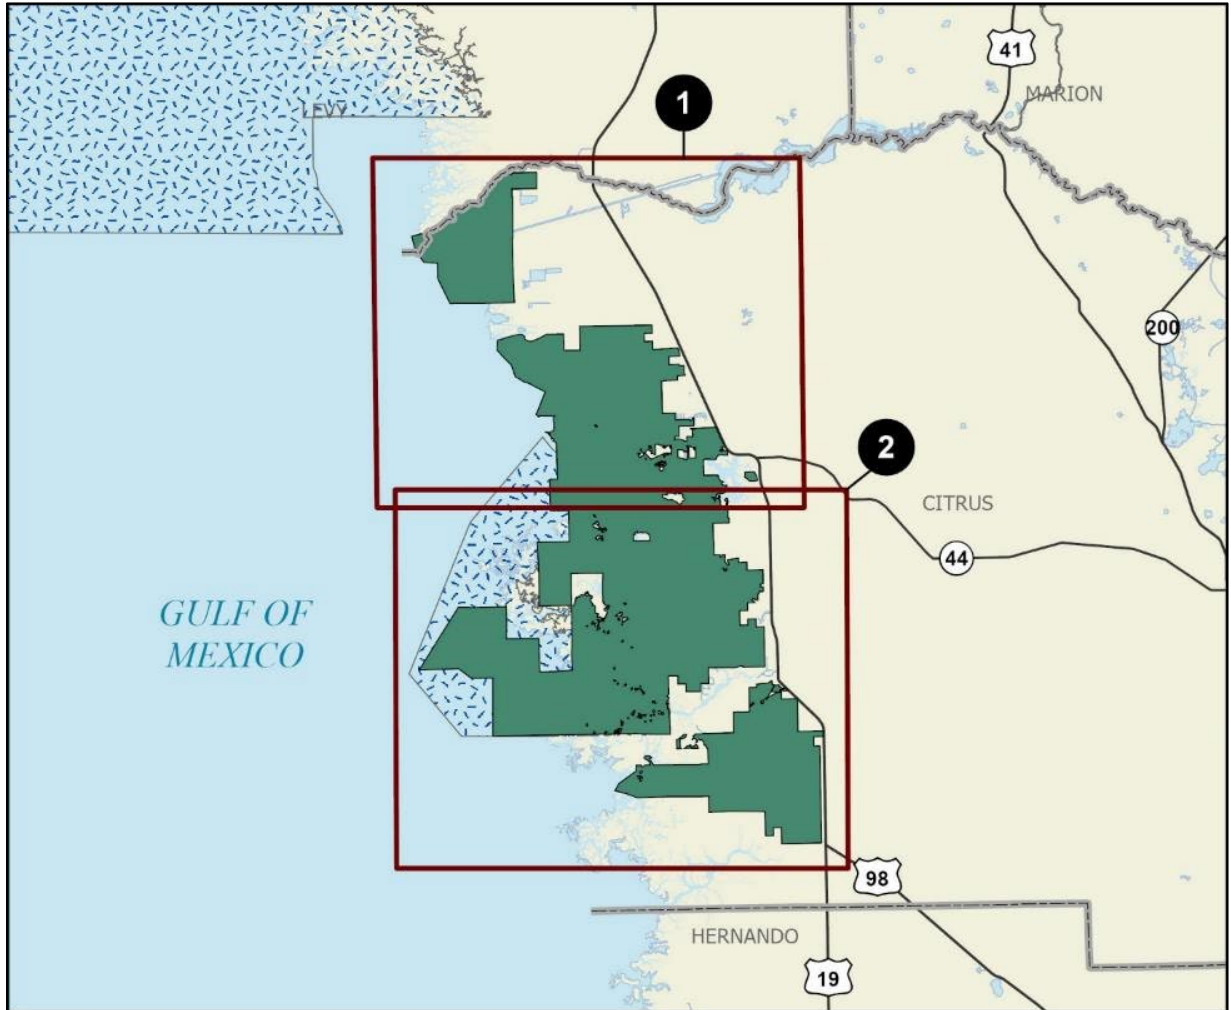 41
MARION
1
LEVY
200
2
CITRUS
44
GULF OF
MEXICO
98
HERNANDO
19